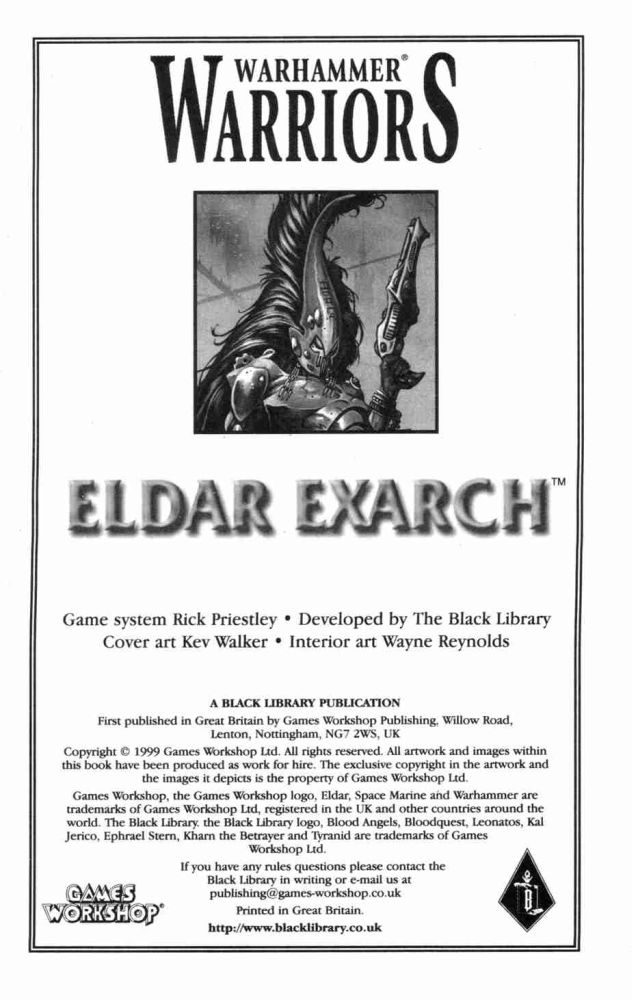 WARHAMMER®
WARRIORS
ELDAR EXARCH™
Game system Rick Priestley • Developed by The Black Library
Cover art Kev Walker • Interior art Wayne Reynolds
A BLACK LIBRARY PUBLICATION
First published in Great Britain by Games Workshop Publishing, Willow Road,
Lenton, Nottingham, NG7 2WS, UK
Copyright © 1999 Games Workshop Ltd. All rights reserved. All artwork and images within
this book have been produced as work for hire. The exclusive copyright in the artwork and
the images it depicts is the property of Games Workshop Ltd.
Games Workshop, the Games Workshop logo, Eldar, Space Marine and Warhammer are
trademarks of Games Workshop Ltd, registered in the UK and other countries around the
world. The Black Library, the Black Library logo, Blood Angels, Bloodquest, Leonatos, Kal
Jerico, Ephrael Stern, Kharn the Betrayer and Tyranid are trademarks of Games
Workshop Ltd.
If you have any rules questions please contact the
Black Library in writing or e-mail us at
publishing@games-workshop.co.uk
Printed in Great Britain.
http://www.blacklibrary.co.uk
GAMES
WORKSHOP®
B L